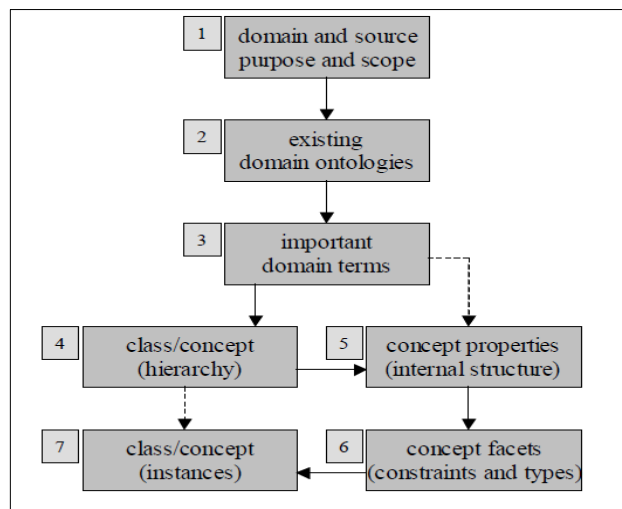 1
domain and source
purpose and scope
2
existing
domain ontologies
3
important
domain terms
4
class/concept
(hierarchy)
5
concept properties
(internal structure)
7
class/concept
(instances)
6
concept facets
(constraints and types)